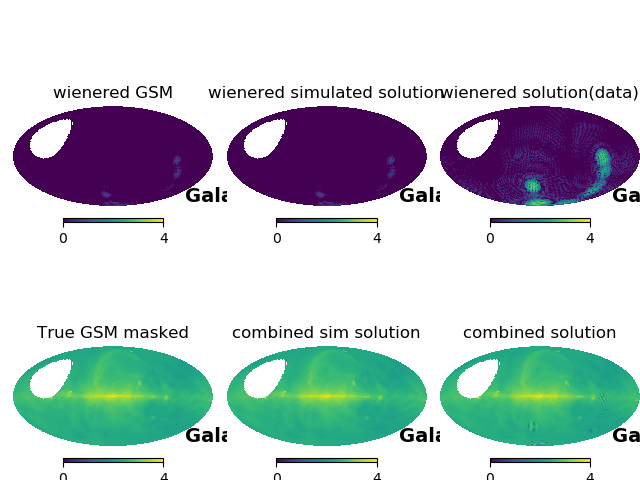 wienered GSM
wienered simulated solution
wienered solution(data)
Gala
Gala
Ga
0 4
0 4
0 4
True GSM masked
combined sim solution
combined solution
Gala
Gala
Ga
0 4
0 4
0 4